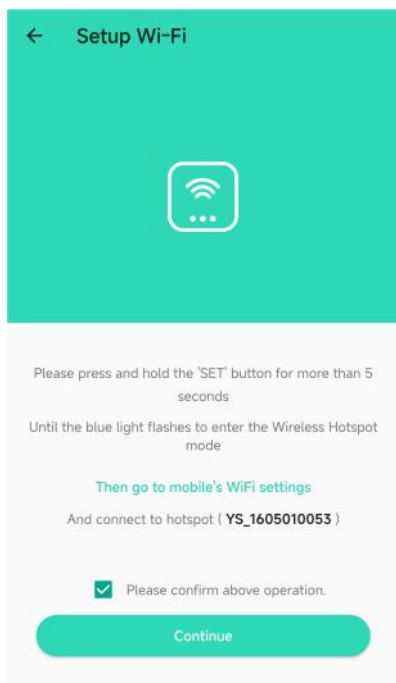 Setup Wi-Fi
Please press and hold the 'SET' button for more than 5
seconds
Until the blue light flashes to enter the Wireless Hotspot
mode
Then go to mobile's WiFi settings
And connect to hotspot ( YS_1605010053 )
Please confirm above operation.
Continue